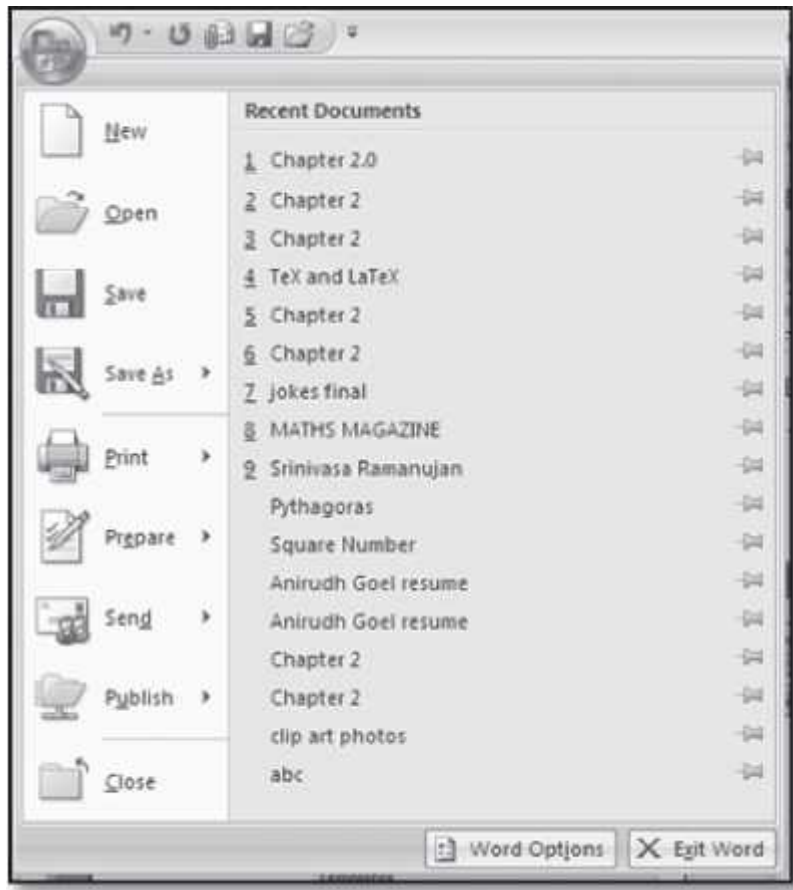 New
Open
Save
Save As
Print
Prepare
Send
Publish
Close
Recent Documents
1 Chapter 2.0
2 Chapter 2
3 Chapter 2
4 TeX and LaTeX
5 Chapter 2
6 Chapter 2
7 jokes final
8 MATHS MAGAZINE
9 Srinivasa Ramanujan
Pythagoras
Square Number
Anirudh Goel resume
Anirudh Goel resume
Chapter 2
Chapter 2
clip art photos
abc
Word Options
Exit Word